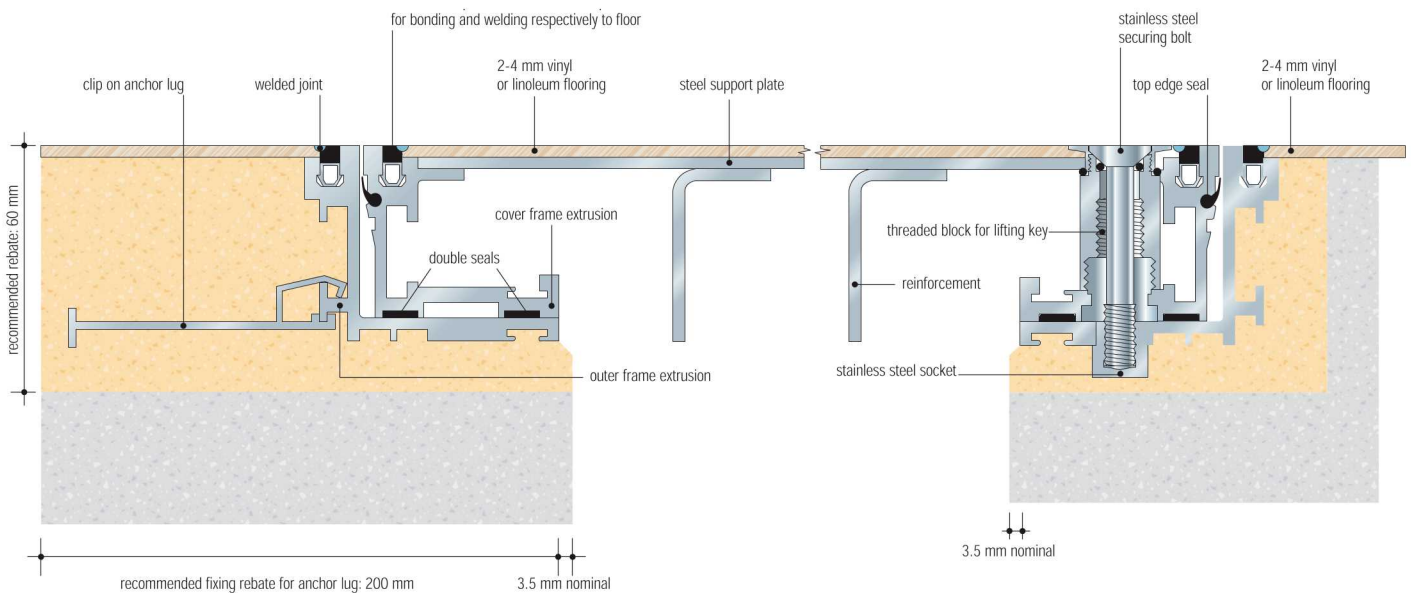 for bonding and welding respectively to floor
stainless steel
securing bolt
clip on anchor lug
welded joint
2-4 mm vinyl
or linoleum flooring
steel support plate
top edge seal
2-4 mm vinyl
or linoleum flooring
recommended rebate: 60 mm
cover frame extrusion
double seals
threaded block for lifting key
reinforcement
outer frame extrusion
stainless steel socket
3.5 mm nominal
recommended fixing rebate for anchor lug: 200 mm
3.5 mm nominal